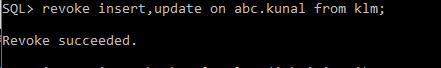 SQL> revoke insert,update on abc.kunal from klm;
Revoke succeeded.